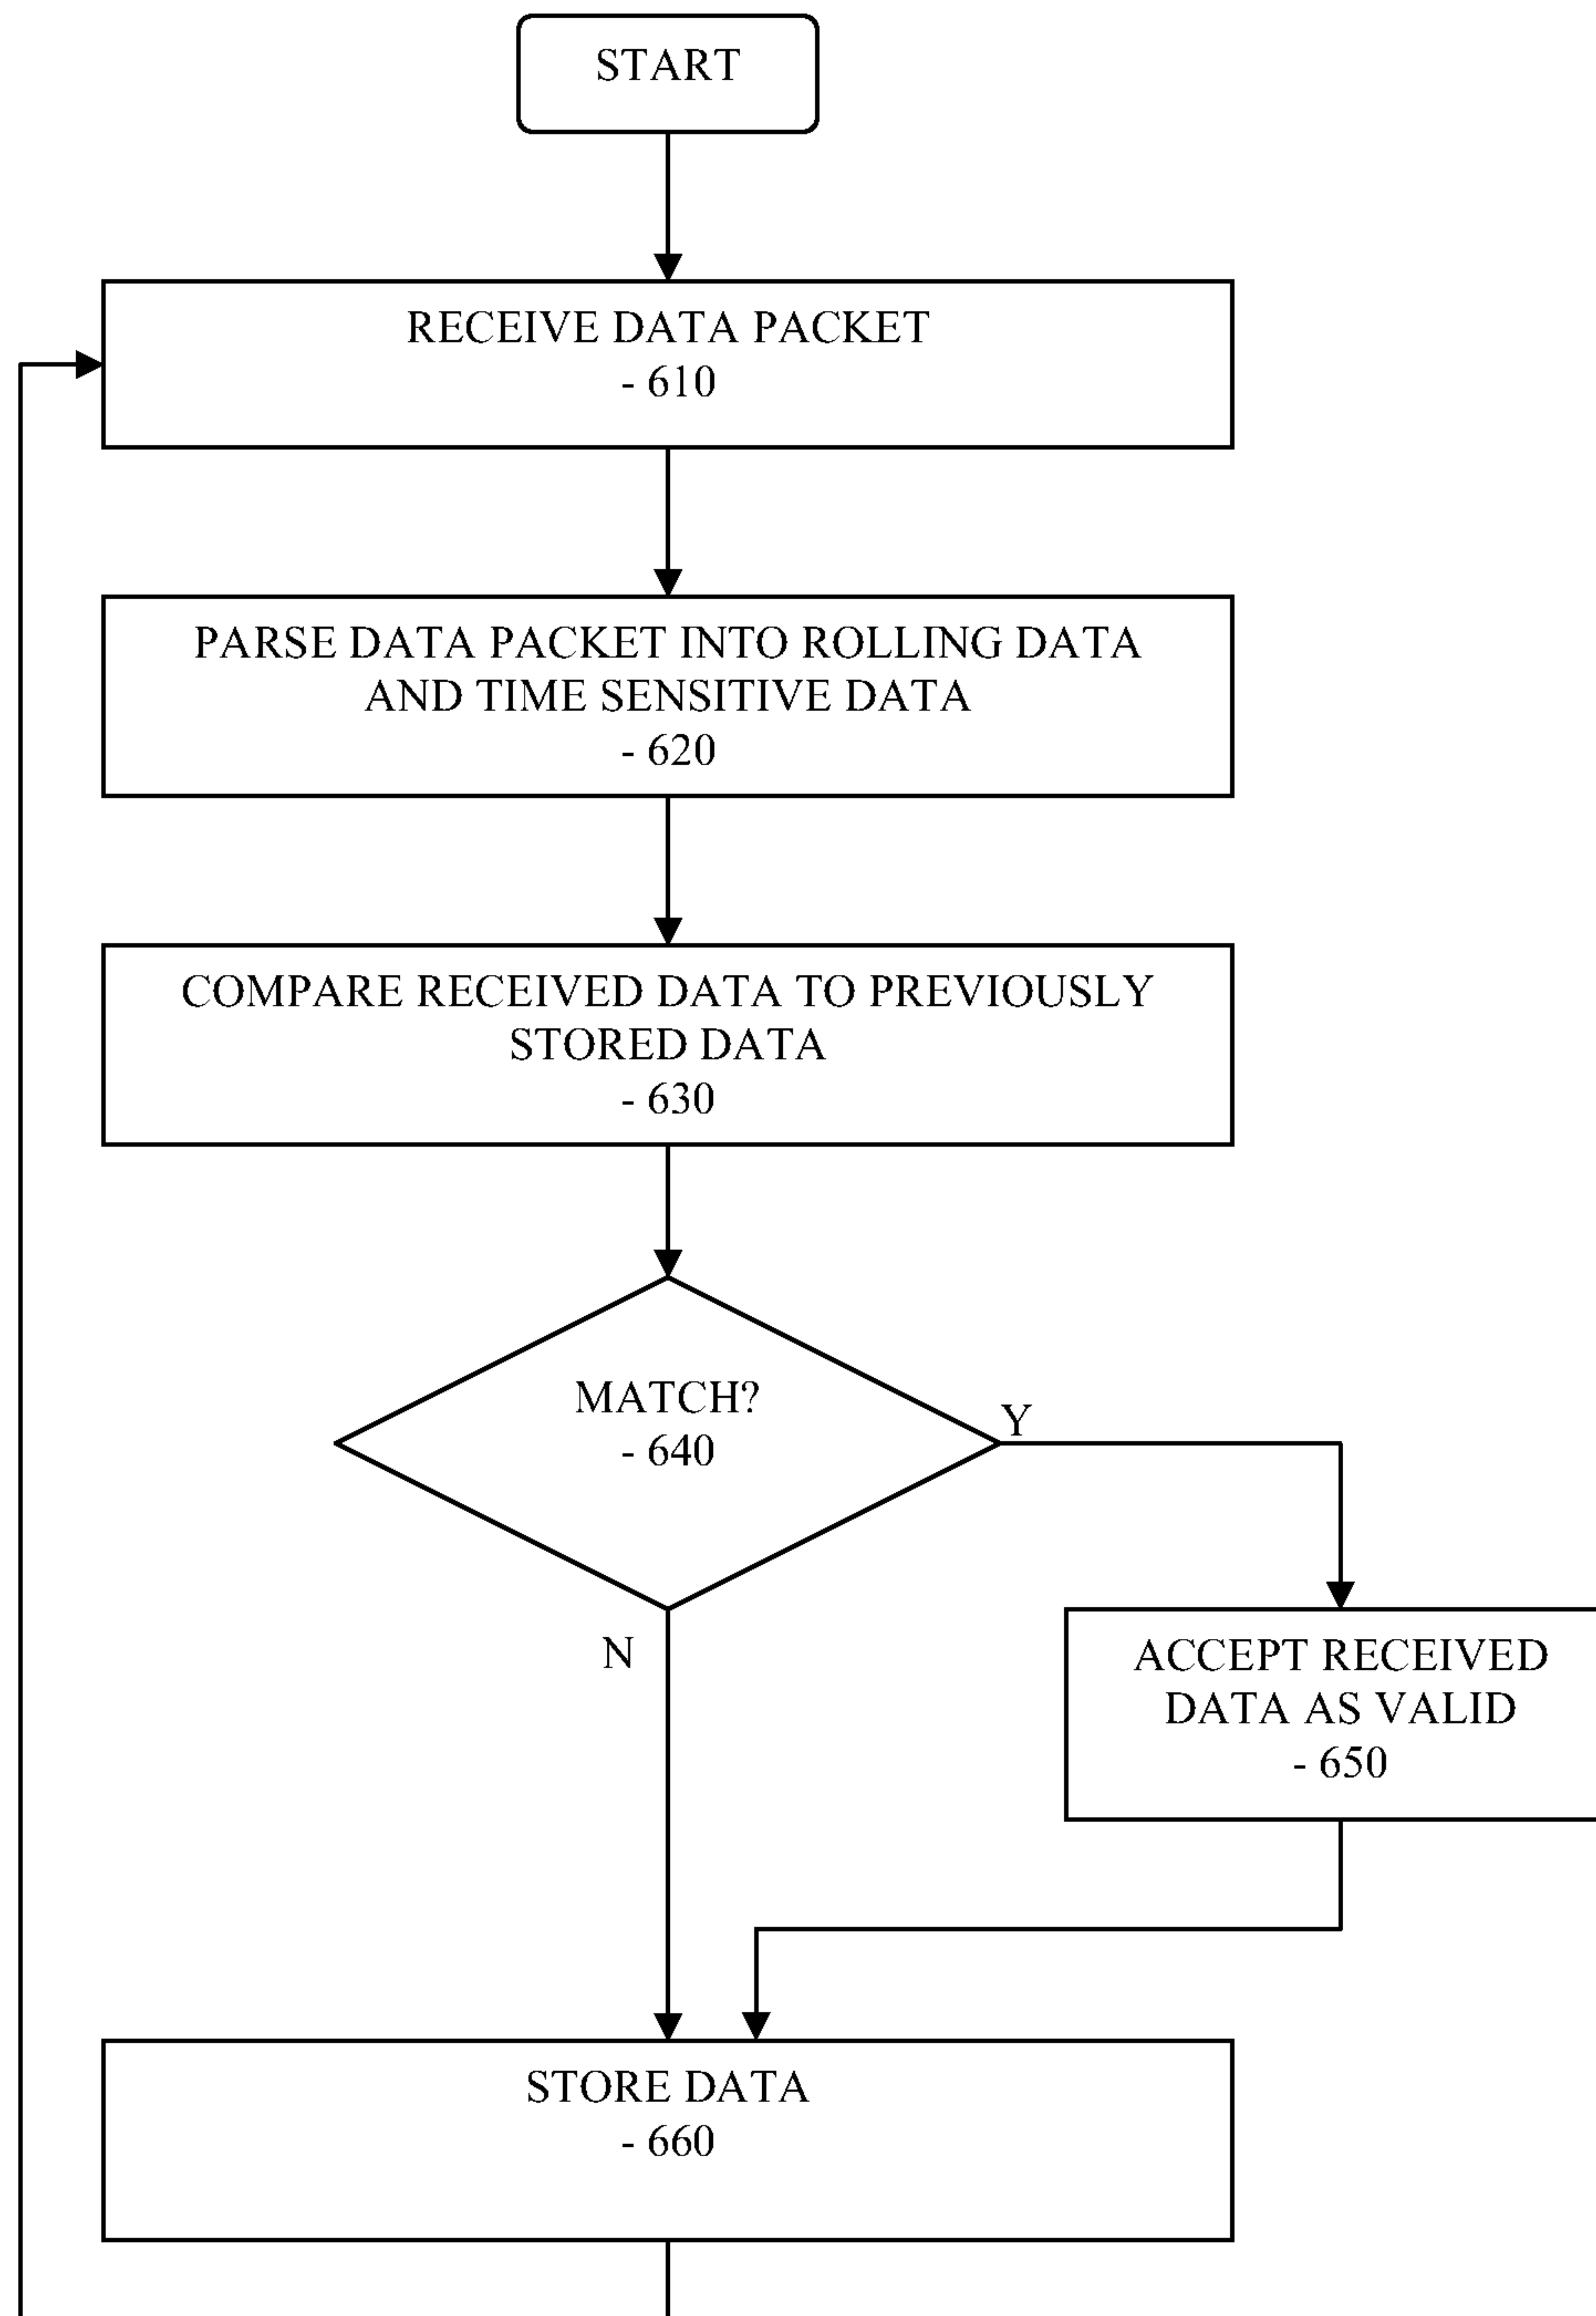 START
RECEIVE DATA PACKET
- 610
PARSE DATA PACKET INTO ROLLING DATA
AND TIME SENSITIVE DATA
- 620
COMPARE RECEIVED DATA TO PREVIOUSLY
STORED DATA
- 630
MATCH?
- 640
Y
N
ACCEPT RECEIVED
DATA AS VALID
- 650
STORE DATA
- 660